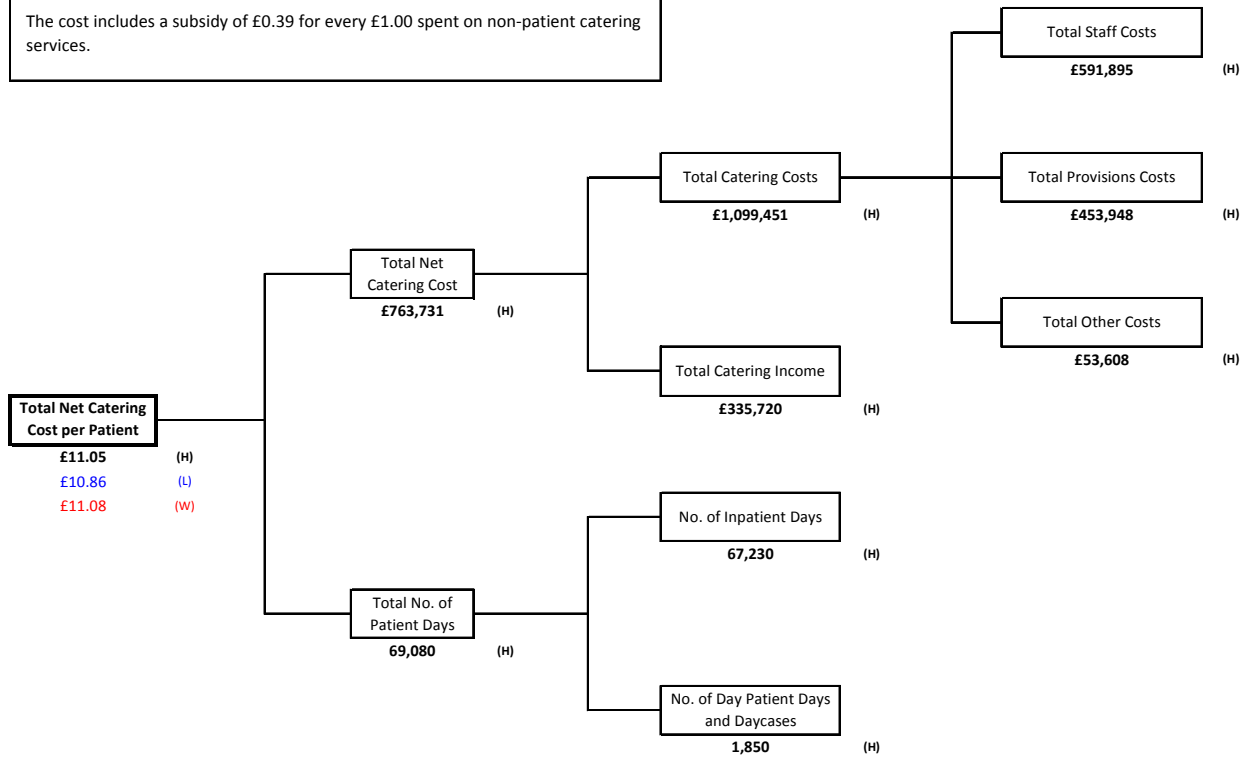 The cost includes a subsidy of £0.39 for every £1.00 spent on non-patient catering
services.
Total Staff Costs
£591,895 (H)
Total Catering Costs
£1,099,451 (H)
Total Provisions Costs
£453,948 (H)
Total Net
Catering Cost
£763,731 (H)
Total Other Costs
£53,608 (H)
Total Catering Income
£335,720 (H)
Total Net Catering
Cost per Patient
£11.05 (H)
£10.86 (L)
£11.08 (W)
No. of Inpatient Days
67,230 (H)
Total No. of
Patient Days
69,080 (H)
No. of Day Patient Days
and Daycases
1,850 (H)